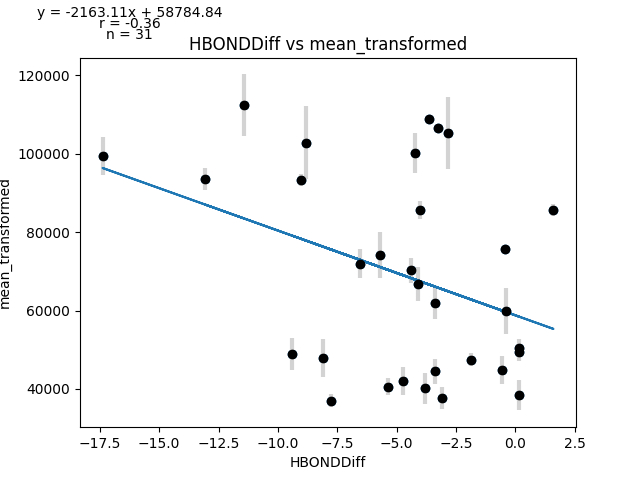 y = -2163.11x + 58784.84
r = -0.36
n = 31
HBONDDiff vs mean_transformed
mean_transformed
120000
100000
80000
60000
40000
−17.5 −15.0 −12.5 −10.0 −7.5 −5.0 −2.5 0.0 2.5
HBONDDiff